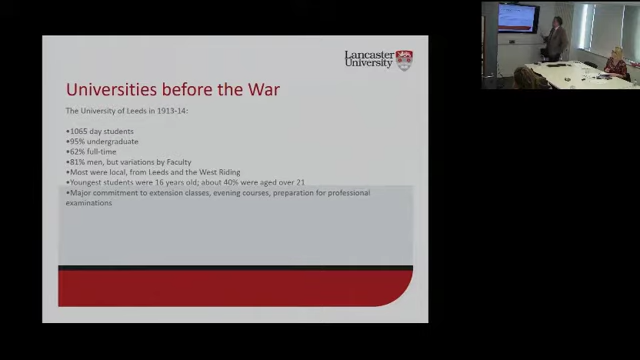 Lancaster
University
Universities before the War
The University of Leeds in 1913-14:
•1065 day students
•95% undergraduate
•62% full-time
•81% men, but variations by Faculty
•Most were local, from Leeds and the West Riding
•Youngest students were 16 years old; about 40% were aged over 21
•Major commitment to extension classes, evening courses, preparation for professional
examinations